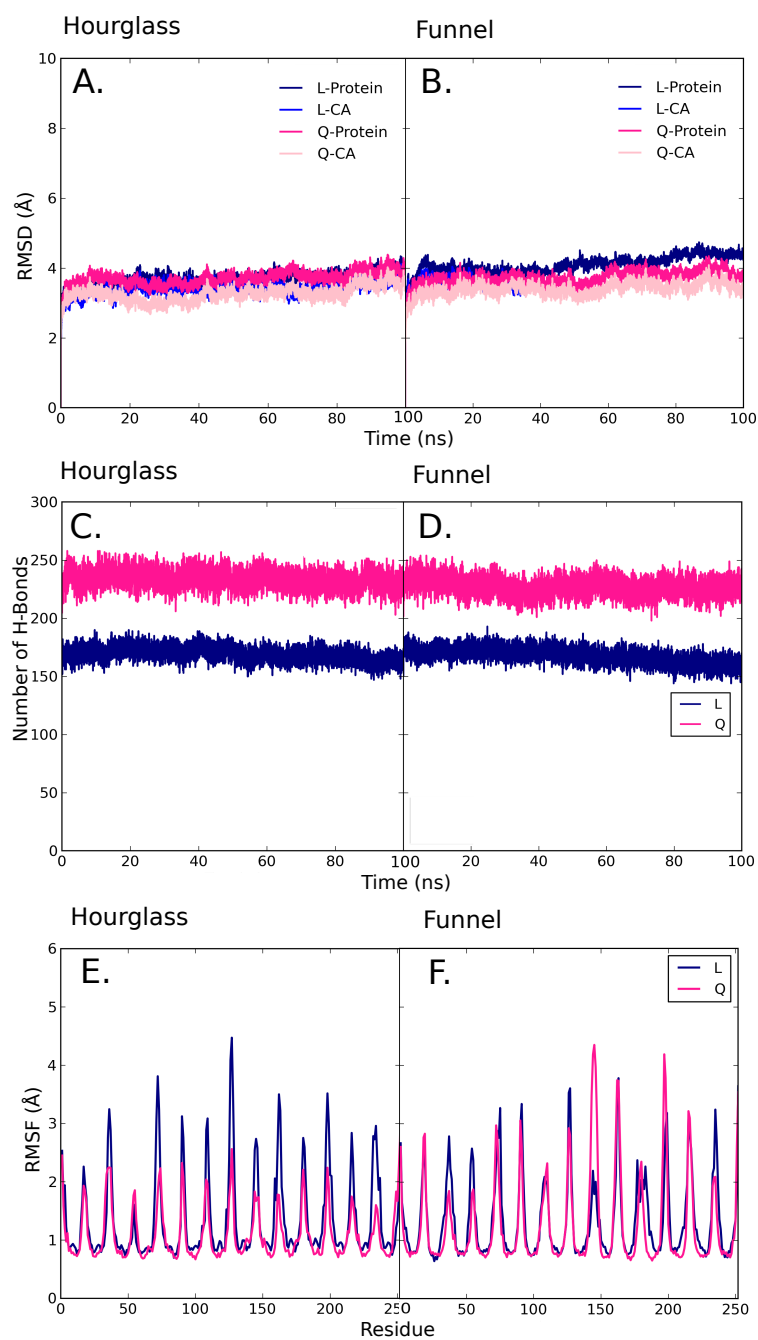 Hourglass
Funnel
A.
B.
L-Protein
L-CA
Q-Protein
Q-CA
L-Protein
L-CA
Q-Protein
Q-CA
RMSD (Å)
10
8
6
4
2
0
0 20 40 60 80 100 20 40 60 80 100
Time (ns)
Hourglass
Funnel
C.
D.
L
Q
Number of H-Bonds
300
250
200
150
100
50
0
0 20 40 60 80 100 20 40 60 80 100
Time (ns)
Hourglass
Funnel
E.
F.
L
Q
RMSF (Å)
6
5
4
3
2
1
0
0 50 100 150 200 250 0 50 100 150 200 250
Residue